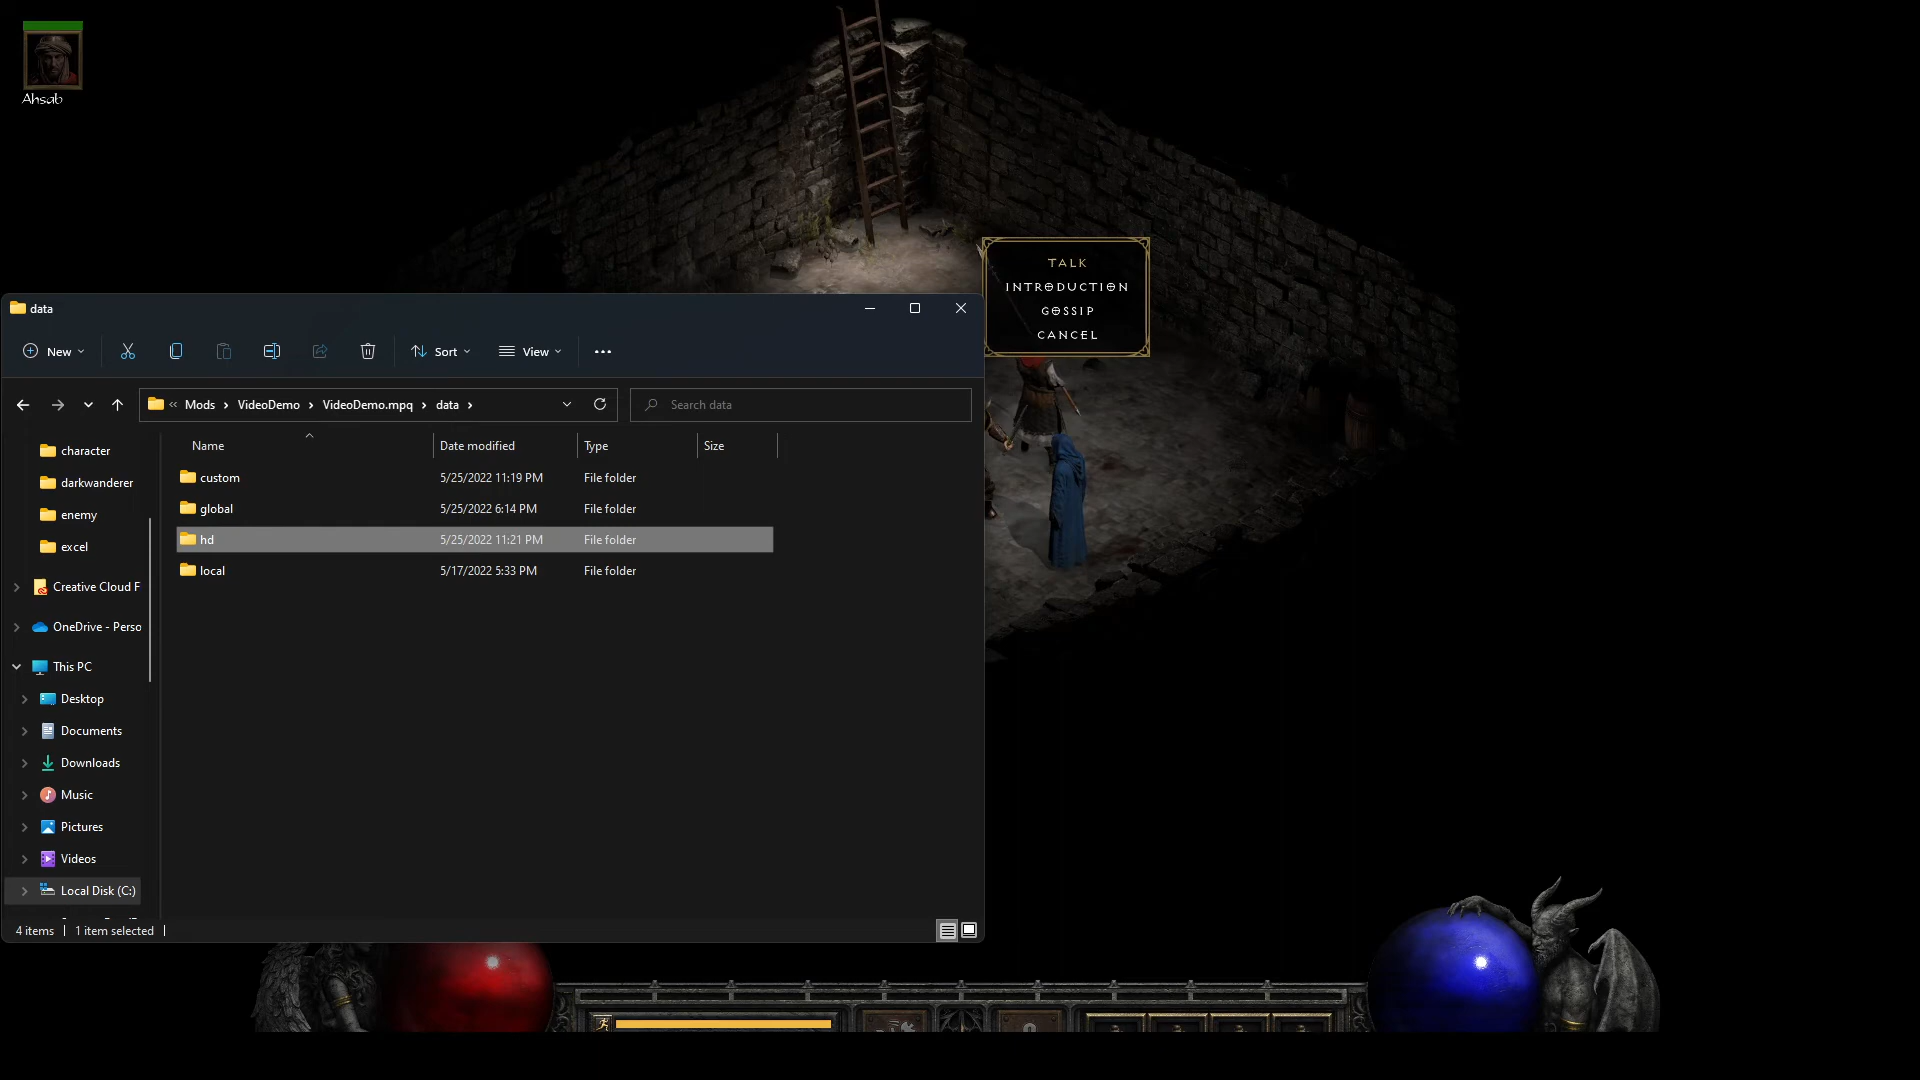 Ahsab
TALK
INTRODUCTION
GOSSIP
CANCEL
data
New
Sort
View
Mods
VideoDemo
VideoDemo.mpq
data
Search data
Name
Date modified
Type
Size
custom
5/25/2022 11:19 PM
File folder
global
5/25/2022 6:14 PM
File folder
hd
5/25/2022 11:21 PM
File folder
local
5/17/2022 5:33 PM
File folder
character
darkwanderer
enemy
excel
Creative Cloud F
OneDrive - Perso
This PC
Desktop
Documents
Downloads
Music
Pictures
Videos
Local Disk (C:)
4 items
1 item selected